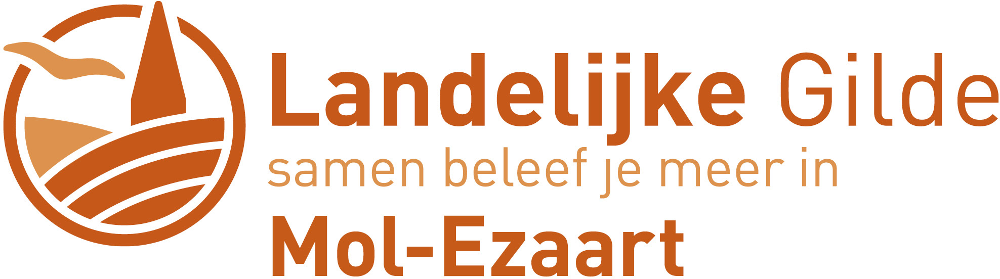 Landelijke Gilde
samen beleef je meer in
Mol-Ezaart